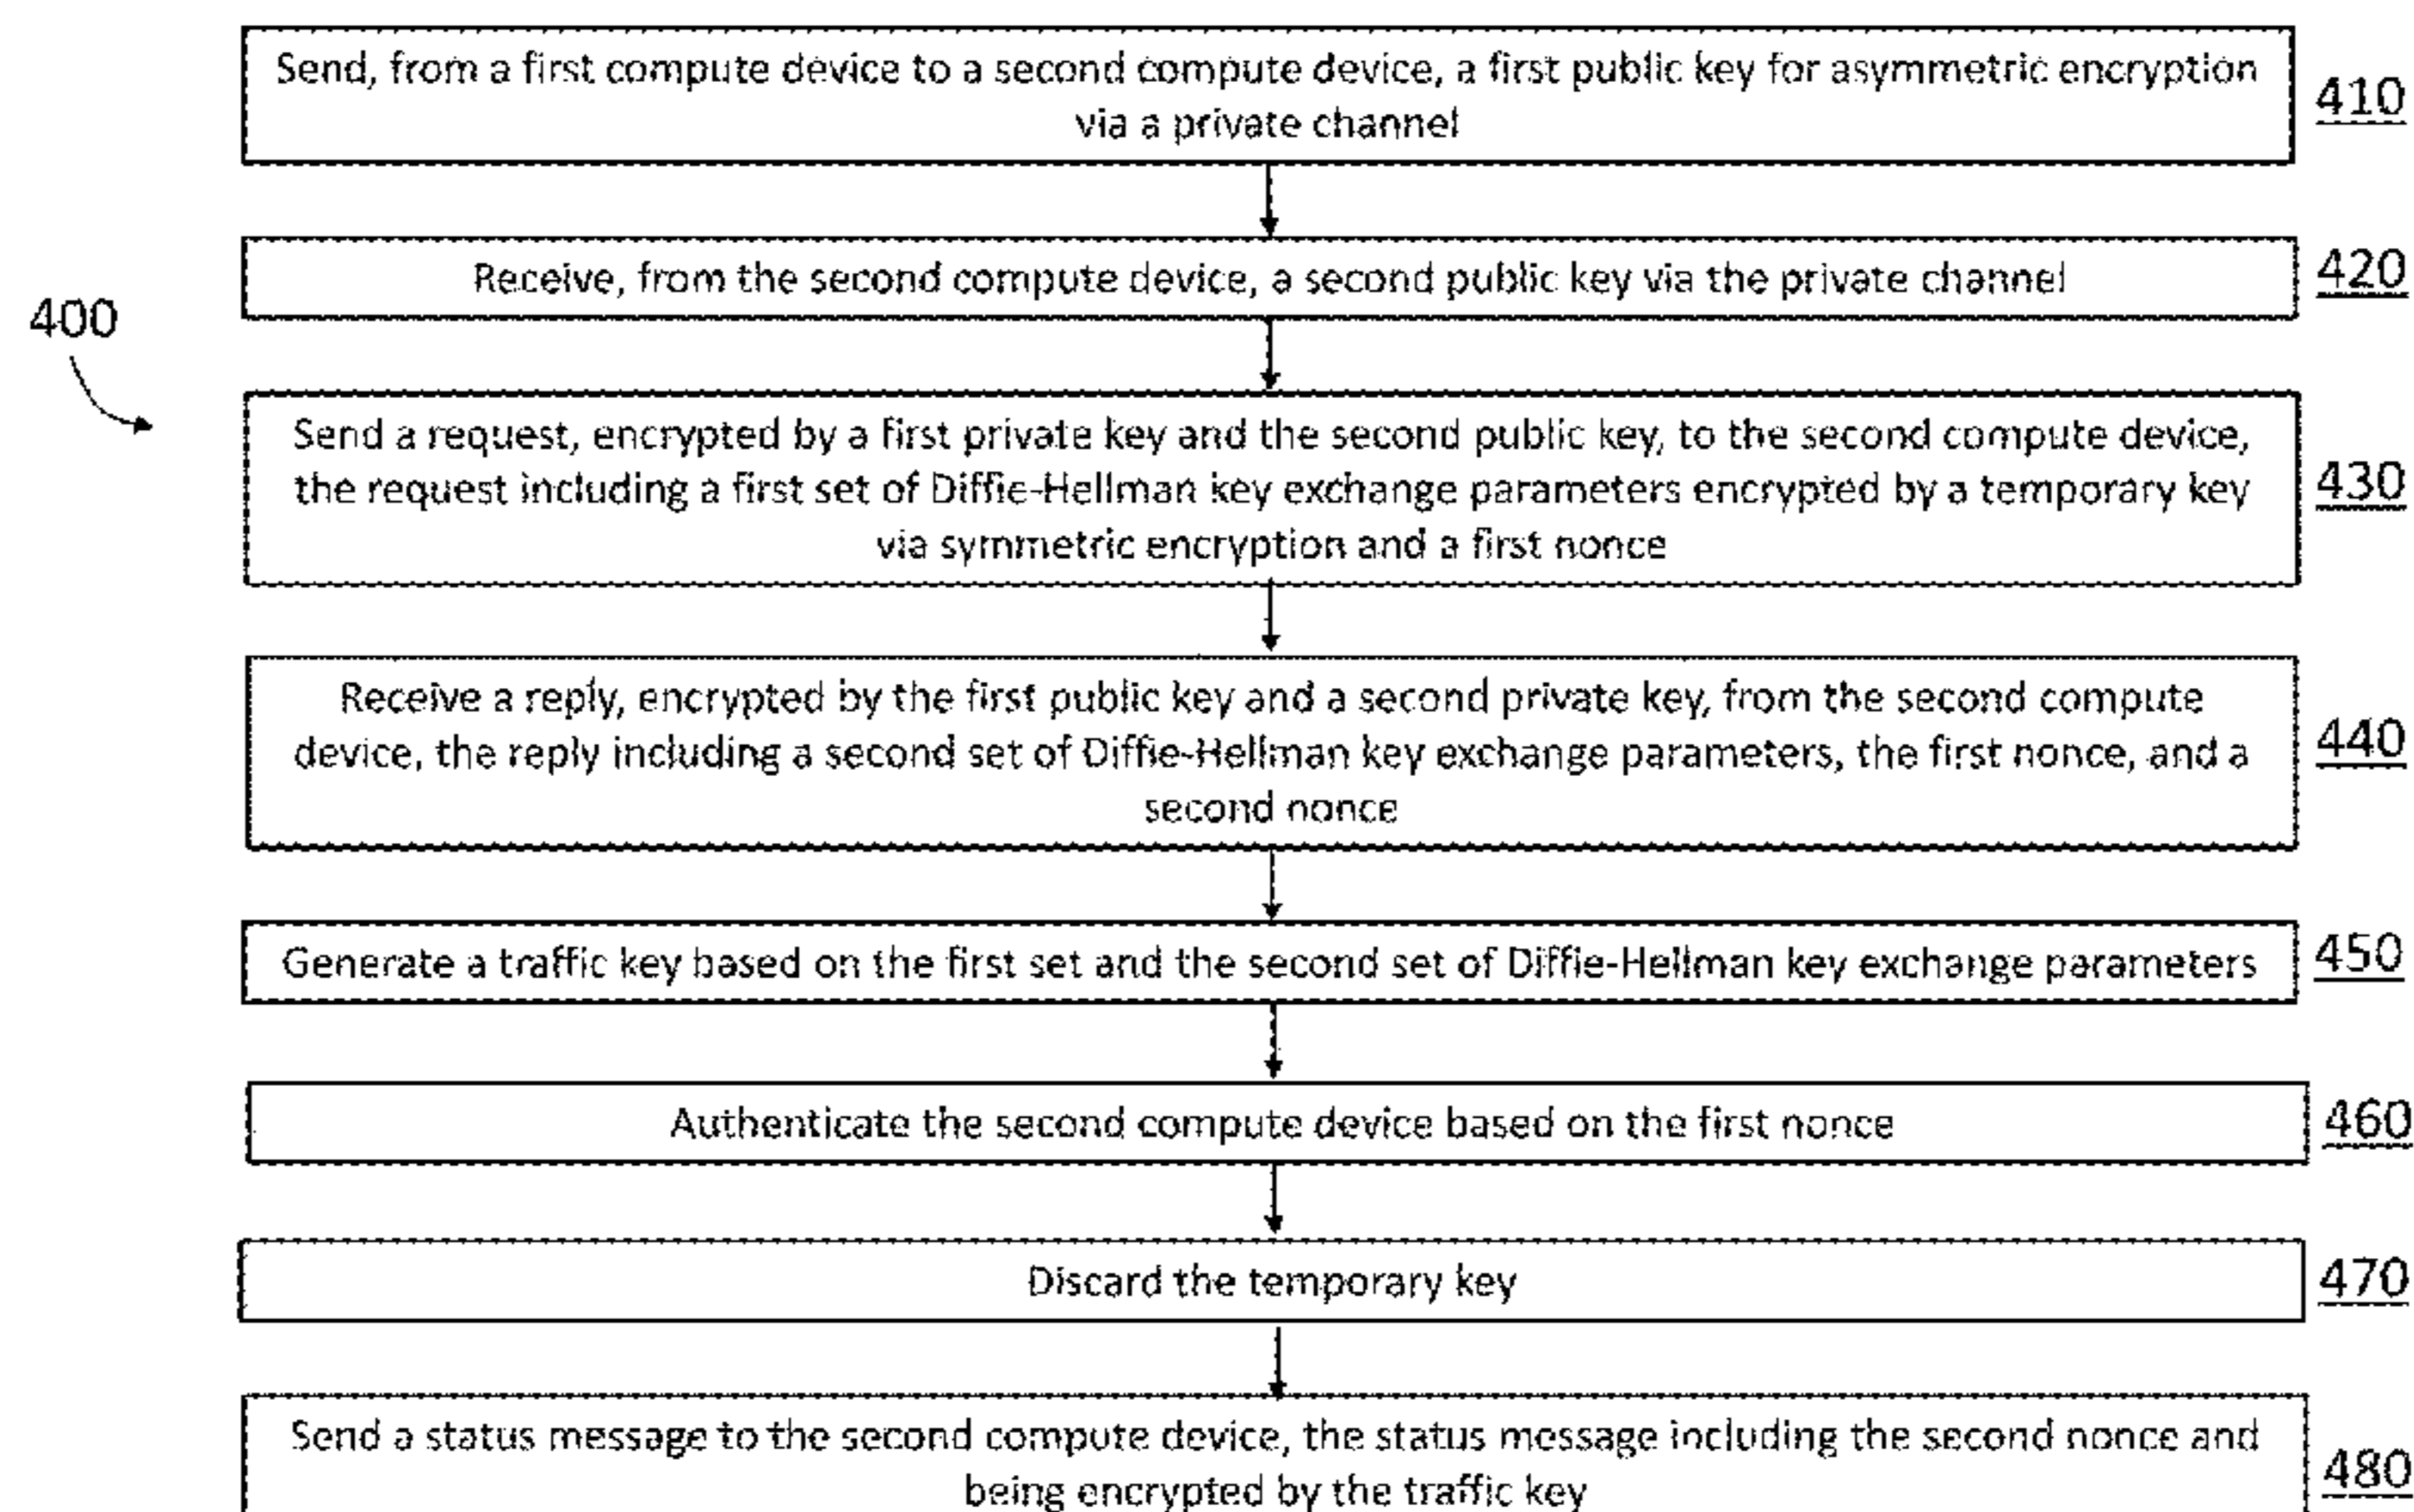 Send, from a first compute device to a second compute device, a first public key for asymmetric encryption
via a private channel
410
Receive, from the second compute device, a second public key via the private channel
420
400
Send a request, encrypted by a first private key and the second public key, to the second compute device,
the request including a first set of Diffie-Hellman key exchange parameters encrypted by a temporary key
via symmetric encryption and a first nonce
430
Receive a reply, encrypted by the first public key and a second private key, from the second compute
device, the reply including a second set of Diffie-Hellman key exchange parameters, the first nonce, and a
second nonce
440
Generate a traffic key based on the first set and the second set of Diffie-Hellman key exchange parameters
450
Authenticate the second compute device based on the first nonce
460
Discard the temporary key
470
Send a status message to the second compute device, the status message including the second nonce and
being encrypted by the traffic key
480